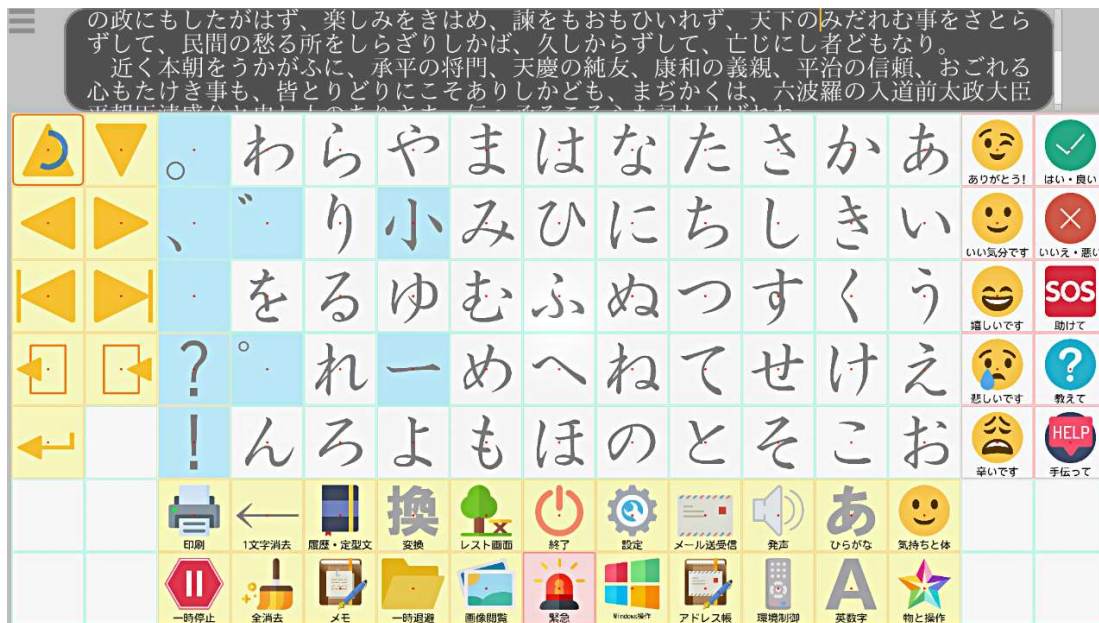 の政にもしたがはず、楽しみをきはめ、諫をもおもひいれず、天下のみだれむ事をさとら
ずして、民間の愁る所をしらざりしかば、久しからずして、亡じにし者どもなり。
　近く本朝をうかがふに、承平の将門、天慶の純友、康和の義親、平治の信頼、おごれる
心もたけき事も、皆とりどりにこそありしかども、まぢかくは、六波羅の入道前太政大臣
。 わ ら や ま は な た さ か あ ありがとう! はい・良い
、 ゛ り 小 み ひ に ち し き い いい気分です いいえ・悪い
を る ゆ む ふ ぬ つ す く う 嬉しいです SOS 助けて
? ゜ れ ー め へ ね て せ け え 悲しいです ? 教えて
! ん ろ よ も ほ の と そ こ お 辛いです HELP 手伝って
換 あ
印刷 1文字消去 履歴・定型文 変換 レスト画面 終了 設定 メール送受信 発声 ひらがな 気持ちと体
A
一時停止 全消去 メモ 一時退避 画像閲覧 緊急 Windows操作 アドレス帳 環境制御 英数字 物と操作